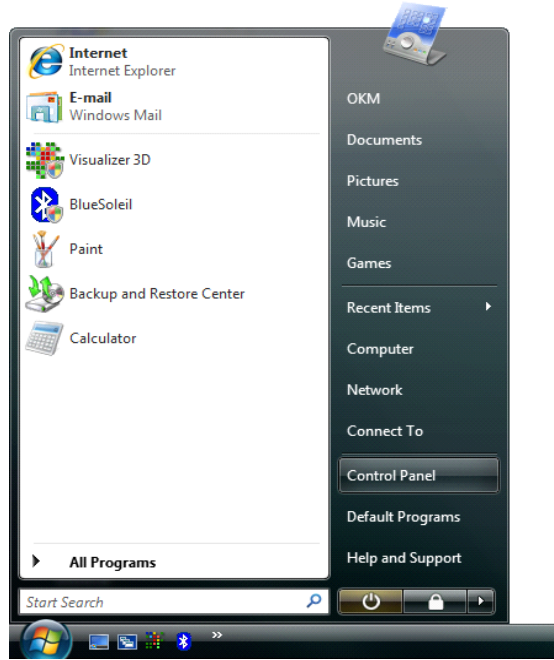 Internet
Internet Explorer
E-mail
Windows Mail
Visualizer 3D
BlueSoleil
Paint
Backup and Restore Center
Calculator
All Programs
Start Search
OKM
Documents
Pictures
Music
Games
Recent Items
Computer
Network
Connect To
Control Panel
Default Programs
Help and Support